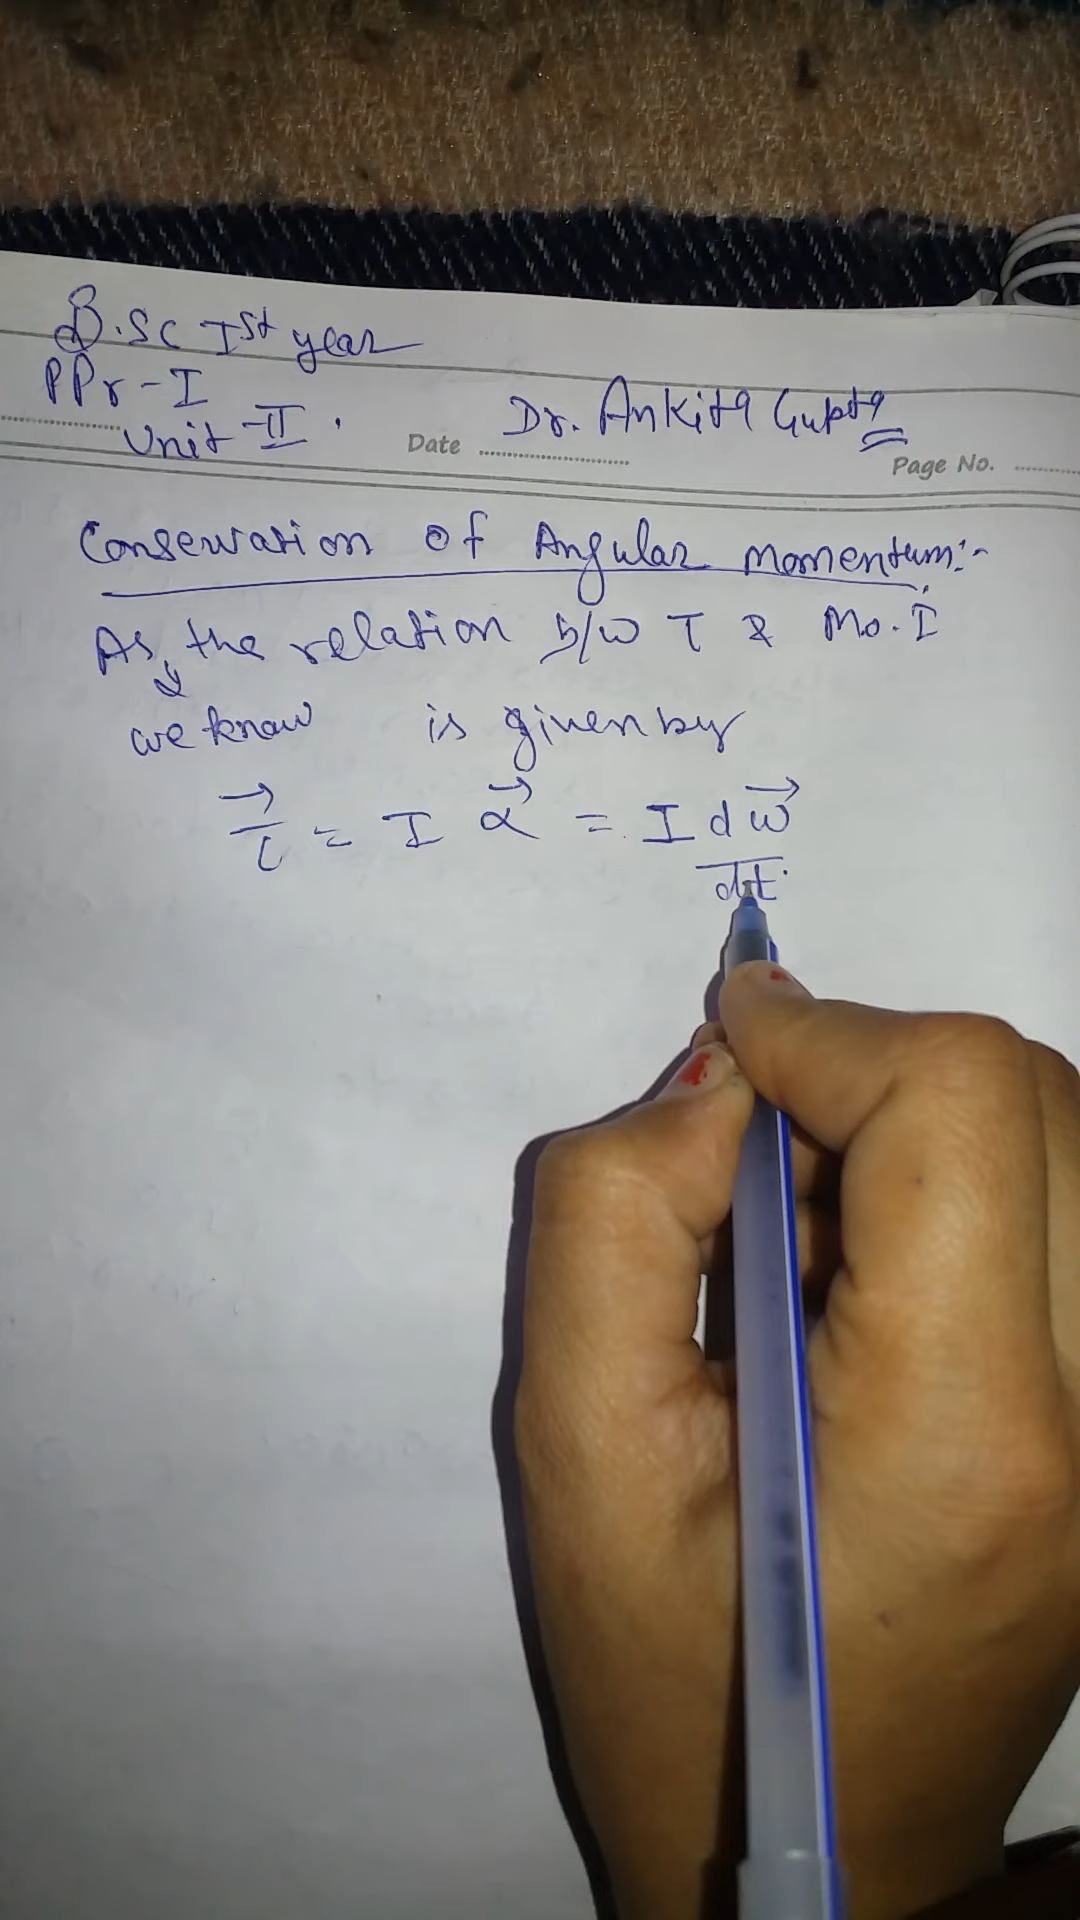 B.SC Ist year
PPr-I
Unit-II.
Dr. Ankita Gupta
Date
Page No.
Conservation of Angular Momentum:-
As, the relation b/w τ & Mo.I
we know is given by
τ⃗ = I α⃗ = I dω⃗
dt